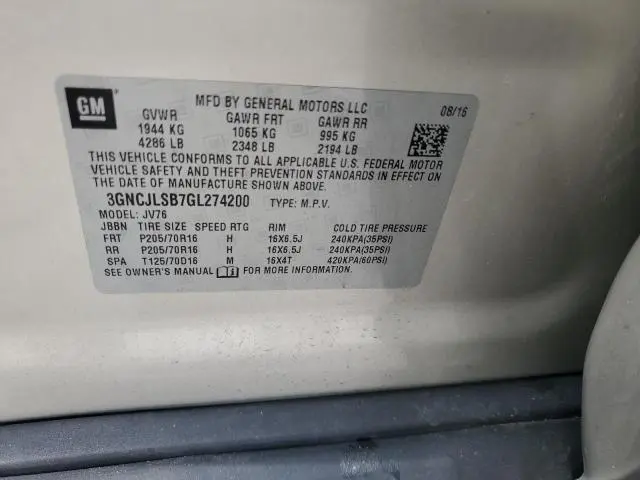 GM
MFD BY GENERAL MOTORS LLC 08/16
GVWR GAWR FRT GAWR RR
1944 KG 1065 KG 995 KG
4286 LB 2348 LB 2194 LB
THIS VEHICLE CONFORMS TO ALL APPLICABLE U.S. FEDERAL MOTOR
VEHICLE SAFETY AND THEFT PREVENTION STANDARDS IN EFFECT ON
THE DATE OF MANUFACTURE SHOWN ABOVE.
3GNCJLSB7GL274200 TYPE: M.P.V.
MODEL: JV76
JBBN TIRE SIZE SPEED RTG RIM COLD TIRE PRESSURE
FRT P205/70R16 H 16X6.5J 240KPA(35PSI)
RR P205/70R16 H 16X6.5J 240KPA(35PSI)
SPA T125/70D16 M 16X4T 420KPA(60PSI)
SEE OWNER'S MANUAL FOR MORE INFORMATION.